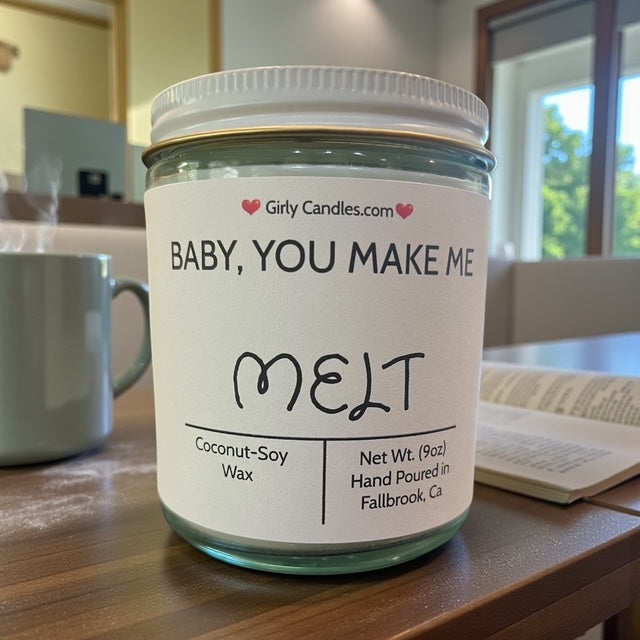 ❤ Girly Candles.com ❤
BABY, YOU MAKE ME
MELT
Coconut-Soy
Wax
Net Wt. (9oz)
Hand Poured in
Fallbrook, Ca